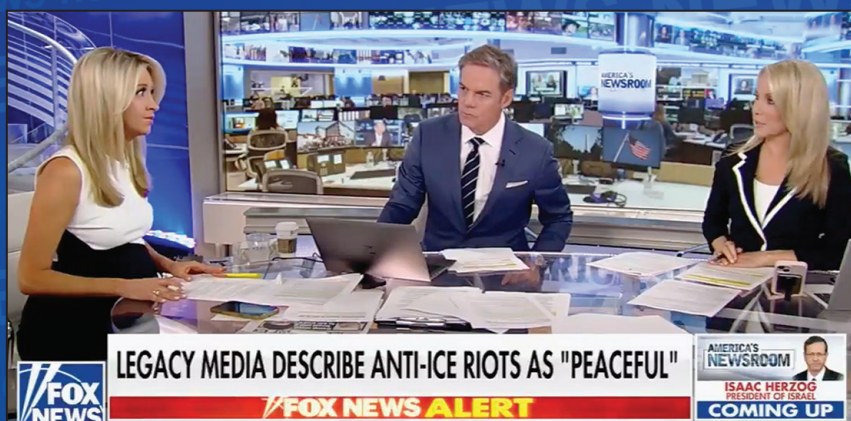 AMERICA'S
NEWSROOM
LEGACY MEDIA DESCRIBE ANTI-ICE RIOTS AS "PEACEFUL"
FOX NEWS ALERT
FOX
NEWS
AMERICA'S
NEWSROOM
ISAAC HERZOG
PRESIDENT OF ISRAEL
COMING UP